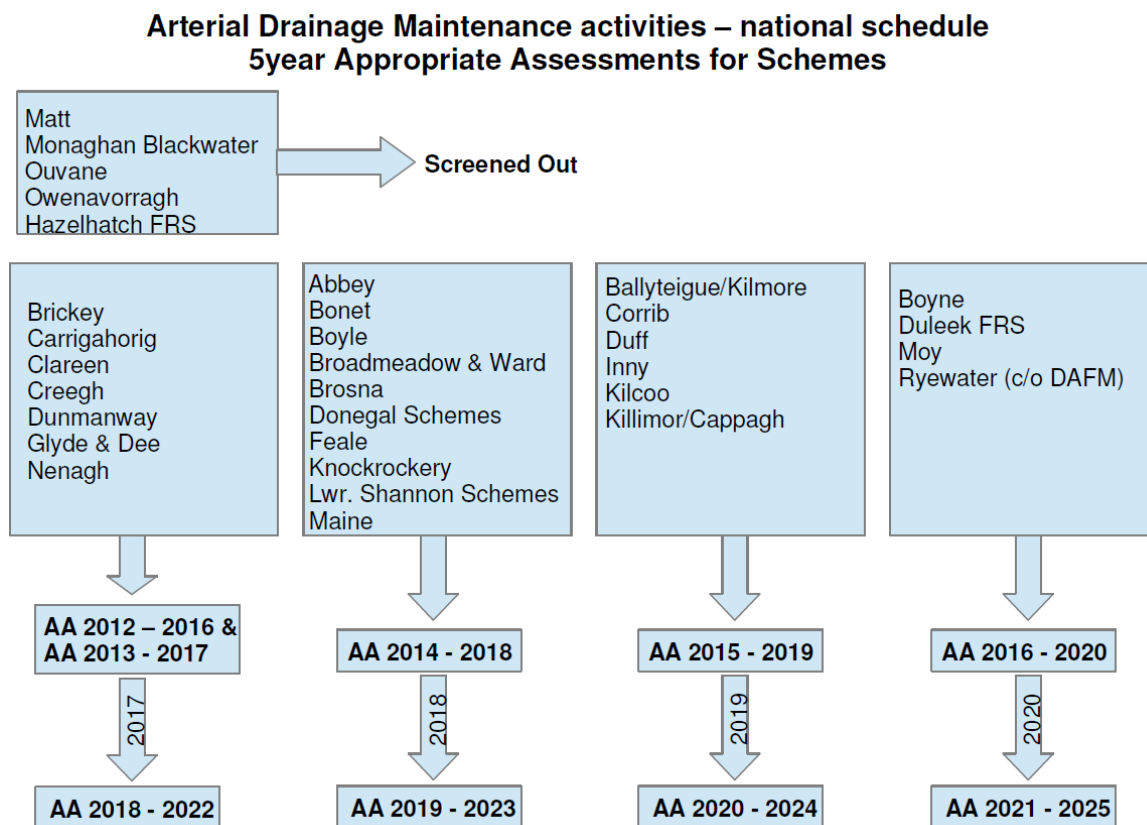 Arterial Drainage Maintenance activities – national schedule
5year Appropriate Assessments for Schemes
Matt
Monaghan Blackwater
Ouvane
Owenavorragh
Hazelhatch FRS
Screened Out
Brickey
Carrigahorig
Clareen
Creegh
Dunmanway
Glyde & Dee
Nenagh
Abbey
Bonet
Boyle
Broadmeadow & Ward
Brosna
Donegal Schemes
Feale
Knockrockery
Lwr. Shannon Schemes
Maine
Ballyteigue/Kilmore
Corrib
Duff
Inny
Kilcoo
Killimor/Cappagh
Boyne
Duleek FRS
Moy
Ryewater (c/o DAFM)
AA 2012 – 2016 &
AA 2013 - 2017
AA 2014 - 2018
AA 2015 - 2019
AA 2016 - 2020
2017
2018
2019
2020
AA 2018 - 2022
AA 2019 - 2023
AA 2020 - 2024
AA 2021 - 2025